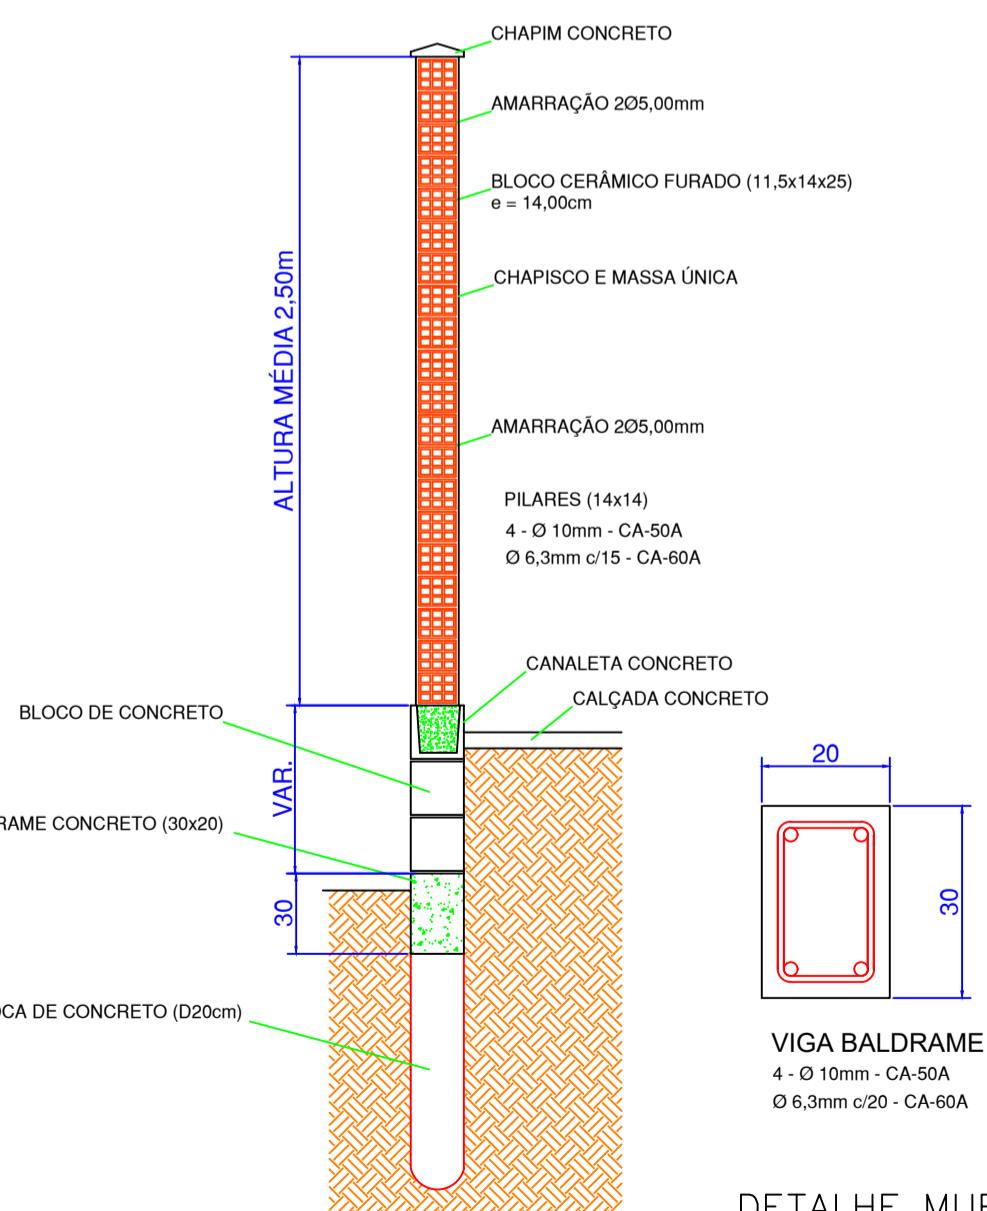 CHAPIM CONCRETO
AMARRAÇÃO 2Ø5,00mm
BLOCO CERÂMICO FURADO (11,5x14x25)
e = 14,00cm
CHAPISCO E MASSA ÚNICA
ALTURA MÉDIA 2,50m
AMARRAÇÃO 2Ø5,00mm
PILARES (14x14)
4 - Ø 10mm - CA-50A
Ø 6,3mm c/15 - CA-60A
CANALETA CONCRETO
CALÇADA CONCRETO
BLOCO DE CONCRETO
VAR.
RAME CONCRETO (30x20)
30
OCA DE CONCRETO (D20cm)
20
30
VIGA BALDRAME
4 - Ø 10mm - CA-50A
Ø 6,3mm c/20 - CA-60A
DETALHE